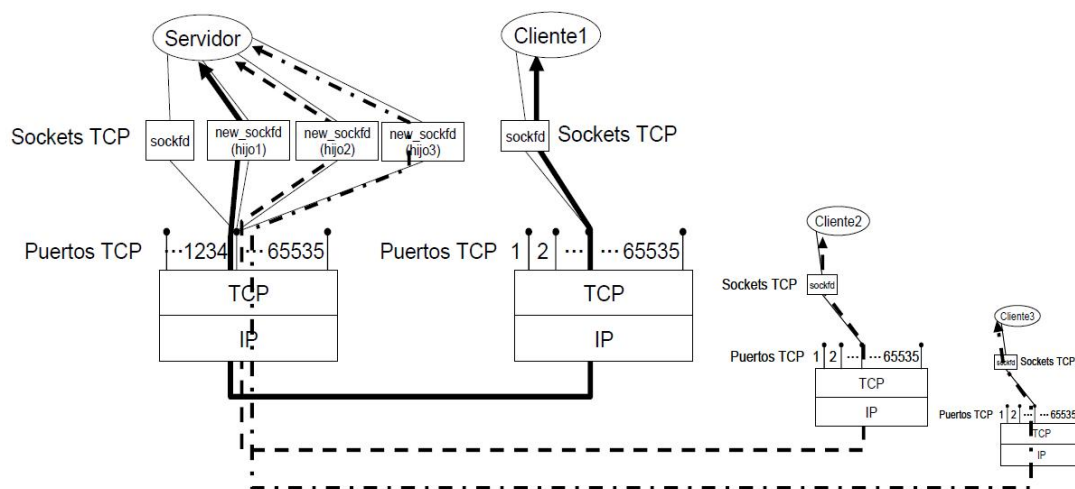 Servidor
Cliente1
Sockets TCP
sockfd
new_sockfd
(hijo1)
new_sockfd
(hijo2)
new_sockfd
(hijo3)
sockfd
Sockets TCP
Puertos TCP
...1234 ...65535
TCP
IP
Puertos TCP
1 2 ... ...65535
TCP
IP
Cliente2
Sockets TCP
sockfd
Puertos TCP
1 2 ... ...65535
TCP
IP
Cliente3
sockfd
Sockets TCP
Puertos TCP
1 2 ... ...65535
TCP
IP